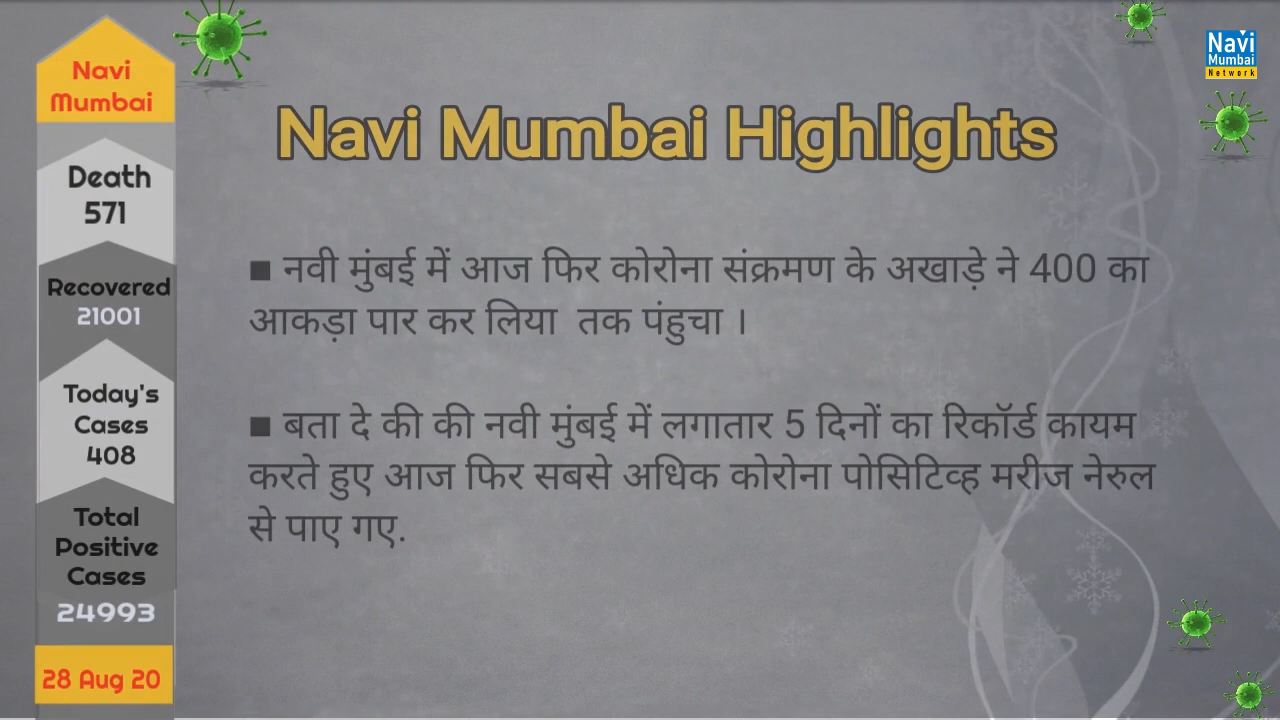 Navi
Mumbai
Death
571
Recovered
21001
Today's
Cases
408
Total
Positive
Cases
24993
28 Aug 20
Navi Mumbai Highlights
■ नवी मुंबई में आज फिर कोरोना संक्रमण के अखाड़े ने 400 का
आकड़ा पार कर लिया तक पंहुचा ।
■ बता दे की की नवी मुंबई में लगातार 5 दिनों का रिकॉर्ड कायम
करते हुए आज फिर सबसे अधिक कोरोना पोसिटिव्ह मरीज नेरुल
से पाए गए.
Navi
Mumbai
Network